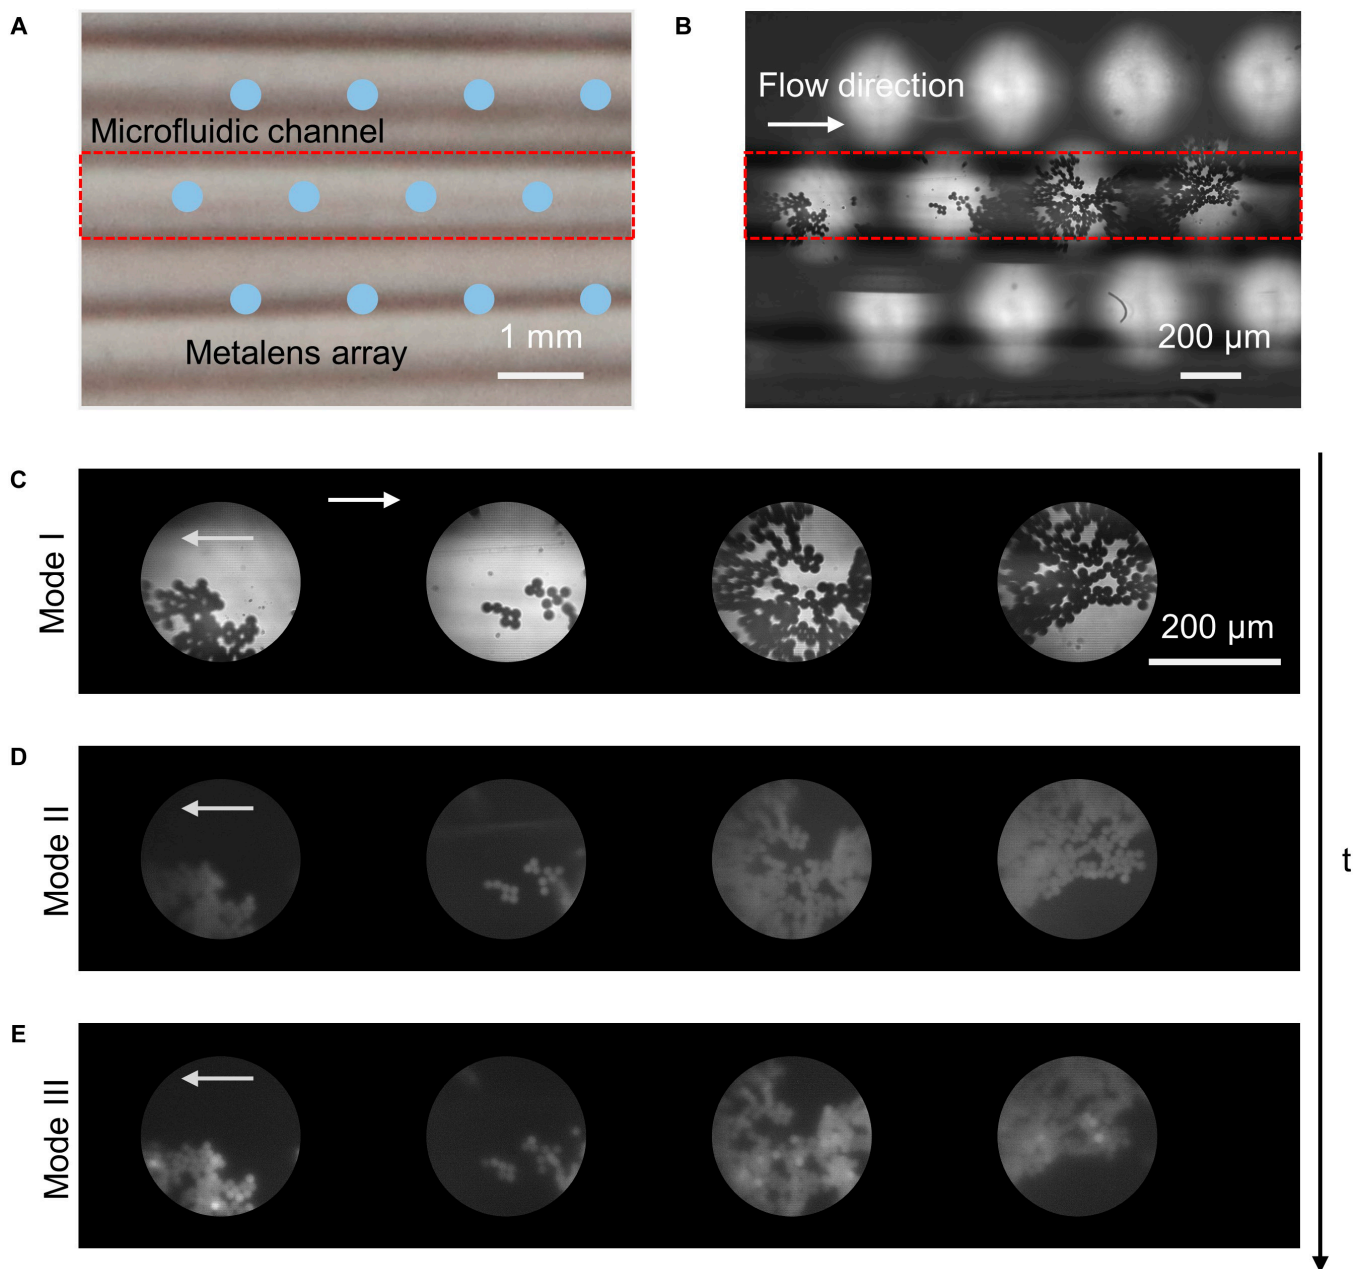 A
B
Microfluidic channel
Metalens array
1 mm
Flow direction
200 µm
C
Mode I
200 µm
D
Mode II
t
E
Mode III